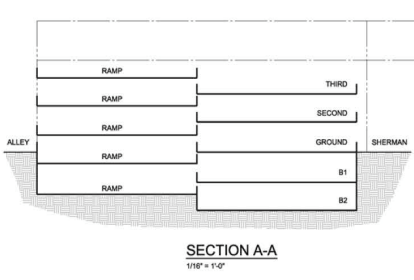 RAMP
THIRD
RAMP
SECOND
RAMP
ALLEY
GROUND
SHERMAN
RAMP
B1
RAMP
B2
SECTION A-A
1/16" = 1'-0"